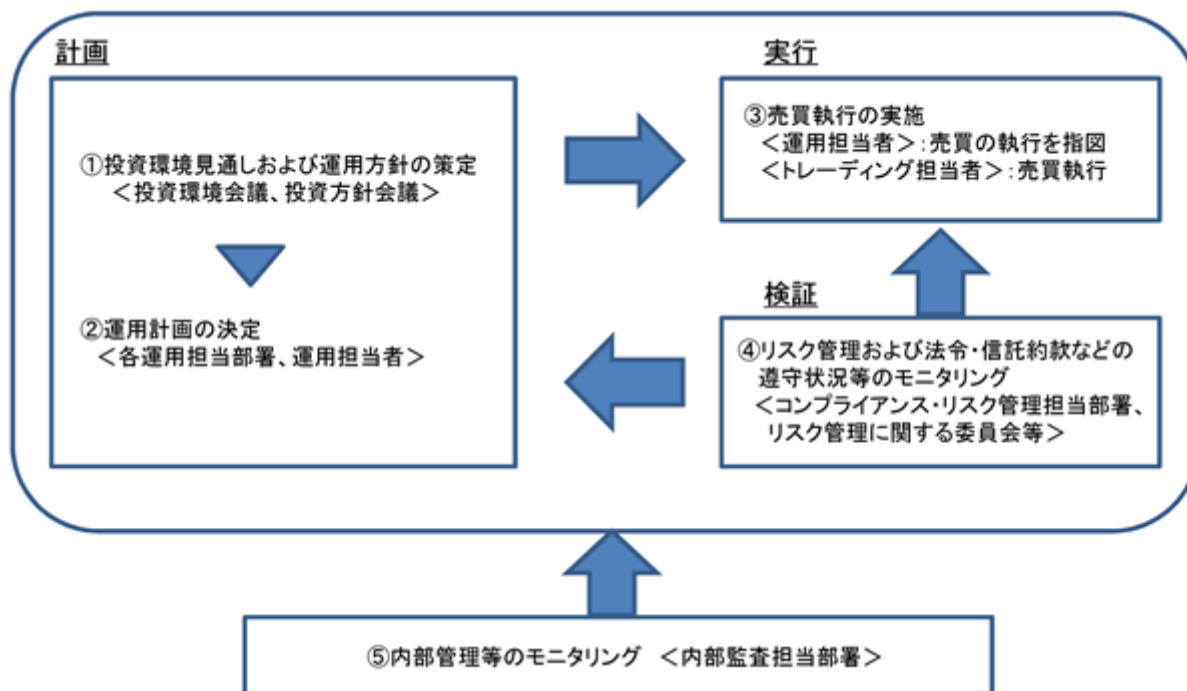 計画
①投資環境見通しおよび運用方針の策定
＜投資環境会議、投資方針会議＞
②運用計画の決定
＜各運用担当部署、運用担当者＞
実行
③売買執行の実施
＜運用担当者＞：売買の執行を指図
＜トレーディング担当者＞：売買執行
検証
④リスク管理および法令・信託約款などの
遵守状況等のモニタリング
＜コンプライアンス・リスク管理担当部署、
リスク管理に関する委員会等＞
⑤内部管理等のモニタリング ＜内部監査担当部署＞